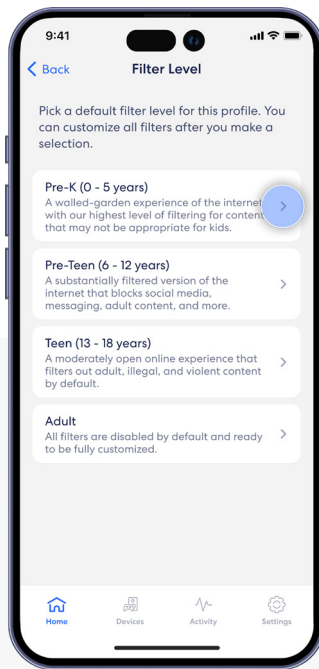 9:41
Back
Filter Level
Pick a default filter level for this profile. You
can customize all filters after you make a
selection.
Pre-K (0 - 5 years)
A walled-garden experience of the internet
with our highest level of filtering for content
that may not be appropriate for kids.
Pre-Teen (6 - 12 years)
A substantially filtered version of the
internet that blocks social media,
messaging, adult content, and more.
Teen (13 - 18 years)
A moderately open online experience that
filters out adult, illegal, and violent content
by default.
Adult
All filters are disabled by default and ready
to be fully customized.
Home
Devices
Activity
Settings